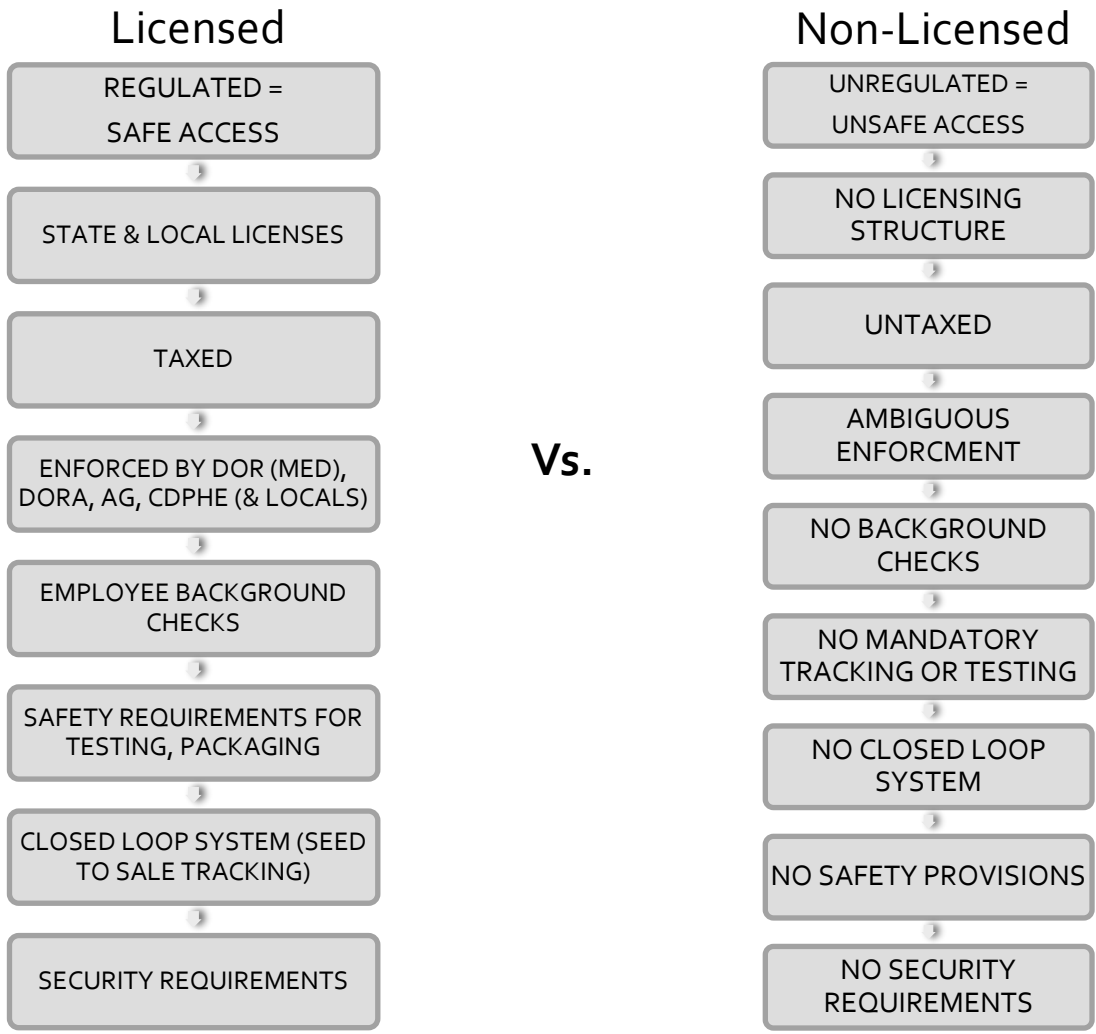 Licensed
REGULATED =
SAFE ACCESS
STATE & LOCAL LICENSES
TAXED
ENFORCED BY DOR (MED),
DORA, AG, CDPHE (& LOCALS)
EMPLOYEE BACKGROUND
CHECKS
SAFETY REQUIREMENTS FOR
TESTING, PACKAGING
CLOSED LOOP SYSTEM (SEED
TO SALE TRACKING)
SECURITY REQUIREMENTS
Vs.
Non-Licensed
UNREGULATED =
UNSAFE ACCESS
NO LICENSING
STRUCTURE
UNTAXED
AMBIGUOUS
ENFORCMENT
NO BACKGROUND
CHECKS
NO MANDATORY
TRACKING OR TESTING
NO CLOSED LOOP
SYSTEM
NO SAFETY PROVISIONS
NO SECURITY
REQUIREMENTS